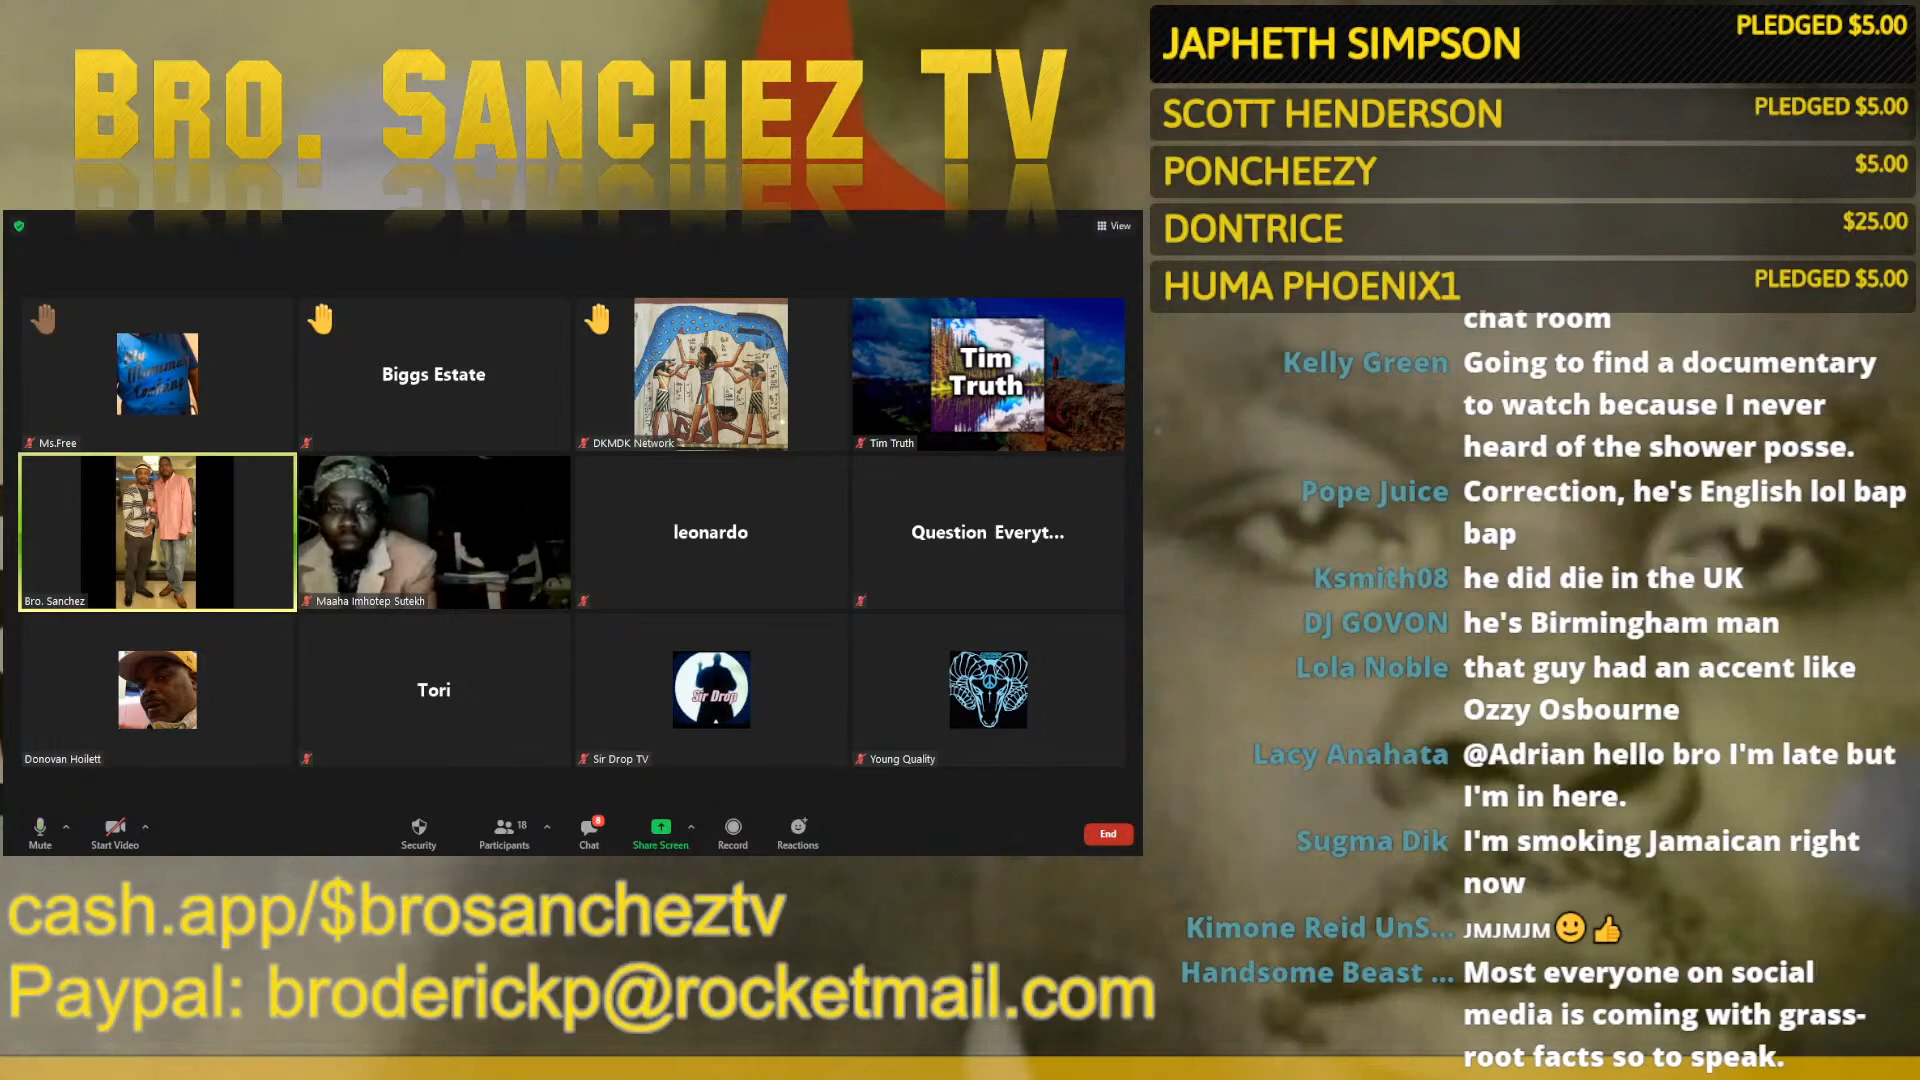 BRO. SANCHEZ TV
JAPHETH SIMPSON
PLEDGED $5.00
SCOTT HENDERSON
PLEDGED $5.00
PONCHEEZY
$5.00
DONTRICE
$25.00
HUMA PHOENIX1
PLEDGED $5.00
View
Ms.Free
Biggs Estate
DKMDK Network
Tim
Truth
Tim Truth
Bro. Sanchez
Maaha Imhotep Sutekh
leonardo
Question Everyt...
Donovan Hoilett
Tori
Sir Drop
Sir Drop TV
Young Quality
Mute
Start Video
Security
18
Participants
8
Chat
Share Screen
Record
Reactions
End
cash.app/$brosancheztv
Paypal: broderickp@rocketmail.com
chat room
Kelly Green Going to find a documentary
to watch because I never
heard of the shower posse.
Pope Juice Correction, he's English lol bap
bap
Ksmith08 he did die in the UK
DJ GOVON he's Birmingham man
Lola Noble that guy had an accent like
Ozzy Osbourne
Lacy Anahata @Adrian hello bro I'm late but
I'm in here.
Sugma Dik I'm smoking Jamaican right
now
Kimone Reid UnS... ᴊᴍᴊᴍᴊᴍ🙂👍
Handsome Beast ... Most everyone on social
media is coming with grass-
root facts so to speak.